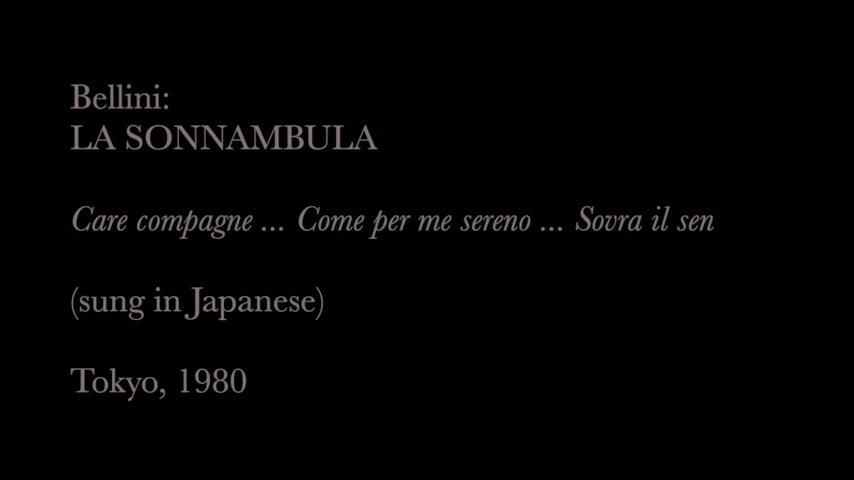 Bellini:
LA SONNAMBULA
Care compagne ... Come per me sereno ... Sovra il sen
(sung in Japanese)
Tokyo, 1980